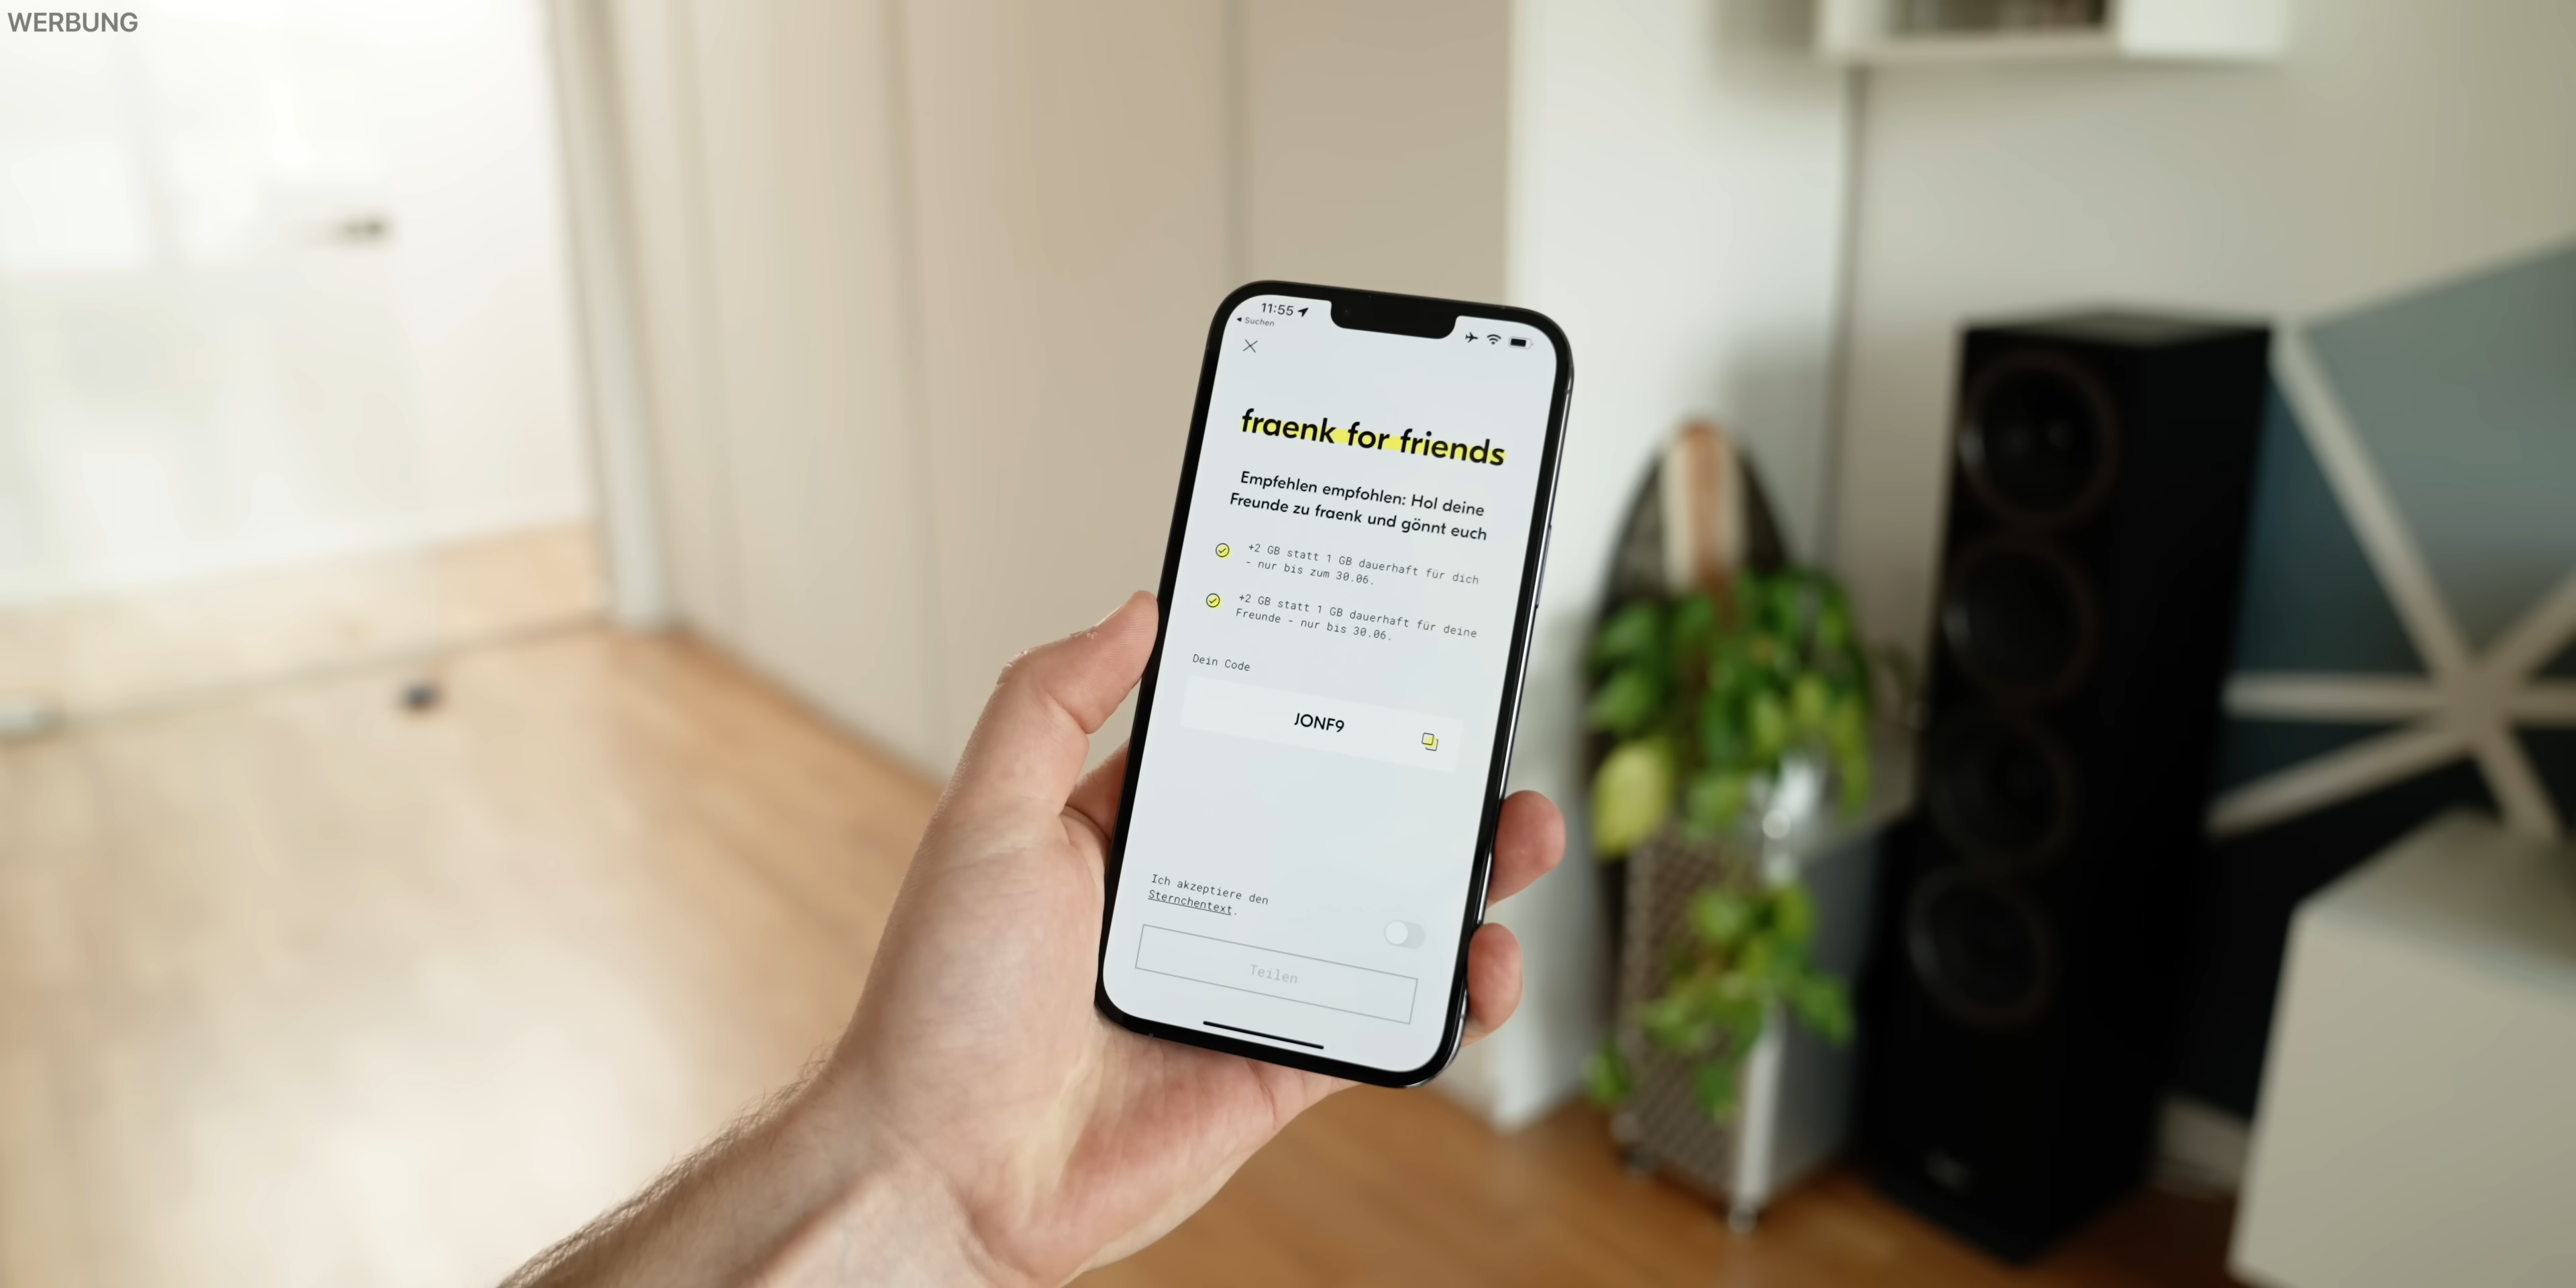 WERBUNG
11:55
Suchen
fraenk for friends
Empfehlen empfohlen: Hol deine
Freunde zu fraenk und gönnt euch
+2 GB statt 1 GB dauerhaft für dich
- nur bis zum 30.06.
+2 GB statt 1 GB dauerhaft für deine
Freunde - nur bis 30.06.
Dein Code
JONF9
Ich akzeptiere den
Sternchentext.
Teilen